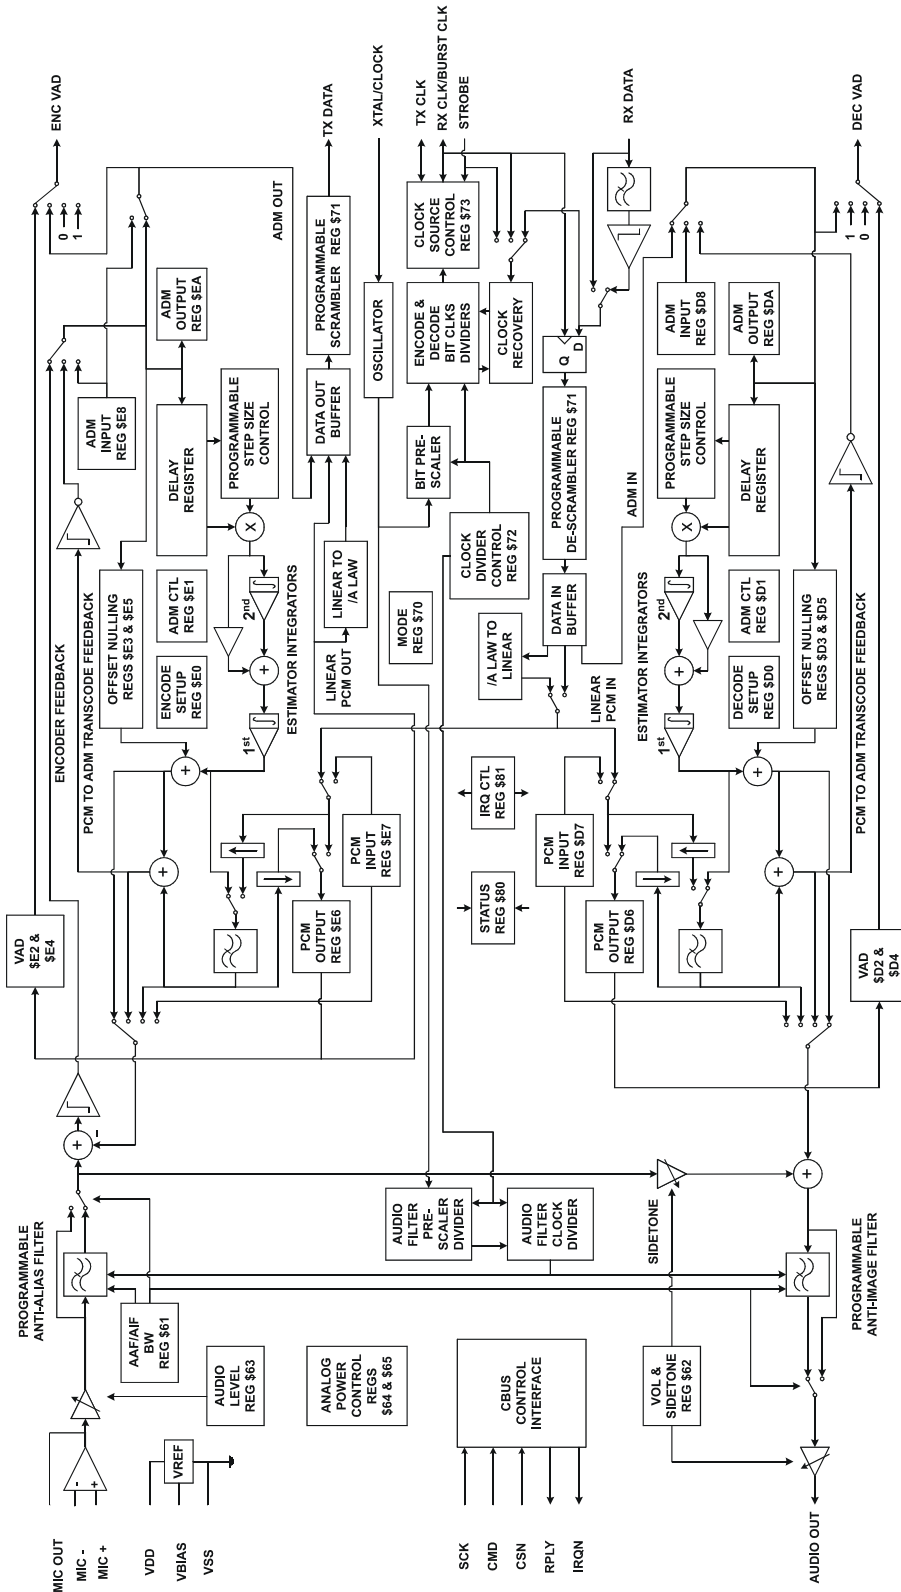 MIC OUT
MIC -
MIC +
VDD
VBIAS
VSS
SCK
CMD
CSN
RPLY
IRQN
AUDIO OUT
-
+
VREF
PROGRAMMABLE
ANTI-ALIAS FILTER
AAF/AIF
BW
REG $61
AUDIO
LEVEL
REG $63
ANALOG
POWER
CONTROL
REGS
$64 & $65
CBUS
CONTROL
INTERFACE
VOL &
SIDETONE
REG $62
PROGRAMMABLE
ANTI-IMAGE FILTER
AUDIO
FILTER
PRE-
SCALER
DIVIDER
AUDIO
FILTER
CLOCK
DIVIDER
SIDETONE
+
-
+
VAD
$E2 &
$E4
ENCODER FEEDBACK
PCM TO ADM TRANSCODE FEEDBACK
OFFSET NULLING
REGS $E3 & $E5
ENCODE
SETUP
REG $E0
ADM CTL
REG $E1
ESTIMATOR INTEGRATORS
1st
2nd
+
+
+
X
PCM
OUTPUT
REG $E6
PCM
INPUT
REG $E7
LINEAR
PCM OUT
LINEAR TO
/A LAW
DELAY
REGISTER
PROGRAMMABLE
STEP SIZE
CONTROL
ADM
INPUT
REG $E8
ADM
OUTPUT
REG $EA
0
1
ENC VAD
ADM OUT
DATA OUT
BUFFER
PROGRAMMABLE
SCRAMBLER REG $71
TX DATA
XTAL/CLOCK
OSCILLATOR
TX CLK
RX CLK/BURST CLK
STROBE
CLOCK
SOURCE
CONTROL
REG $73
ENCODE &
DECODE
BIT CLKS
DIVIDERS
CLOCK
RECOVERY
BIT PRE-
SCALER
CLOCK
DIVIDER
CONTROL
REG $72
MODE
REG $70
IRQ CTL
REG $81
STATUS
REG $80
/A LAW TO
LINEAR
DATA IN
BUFFER
PROGRAMMABLE
DE-SCRAMBLER REG $71
Q
D
RX DATA
LINEAR
PCM IN
ADM IN
PCM
INPUT
REG $D7
PCM
OUTPUT
REG $D6
ESTIMATOR INTEGRATORS
1st
2nd
+
+
+
X
PROGRAMMABLE
STEP SIZE
CONTROL
DELAY
REGISTER
ADM
INPUT
REG $D8
ADM
OUTPUT
REG $DA
DECODE
SETUP
REG $D0
ADM CTL
REG $D1
OFFSET NULLING
REGS $D3 & $D5
PCM TO ADM TRANSCODE FEEDBACK
VAD
$D2 &
$D4
1
0
DEC VAD